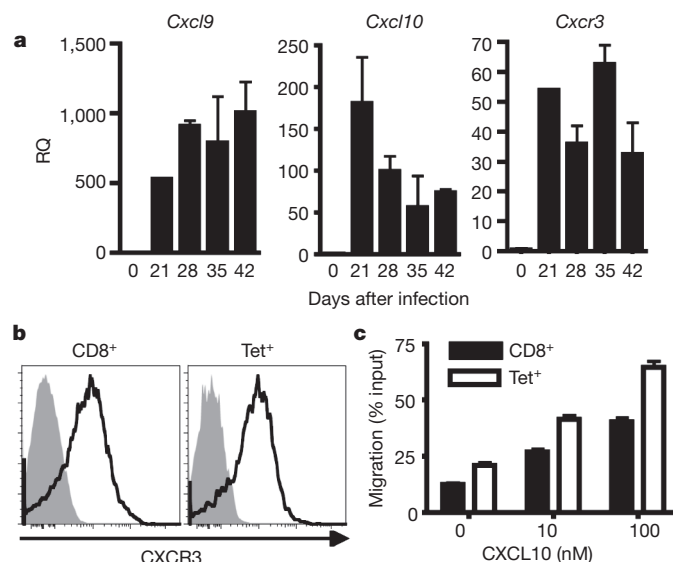 a
Cxcl9
Cxcl10
Cxcr3
RQ
1,500
1,000
500
0
250
200
150
100
50
0
70
60
50
40
30
20
10
0
0 21 28 35 42
0 21 28 35 42
0 21 28 35 42
Days after infection
b
CD8⁺
Tet⁺
CXCR3
c
Migration (% input)
75
50
25
0
CD8⁺
Tet⁺
0 10 100
CXCL10 (nM)